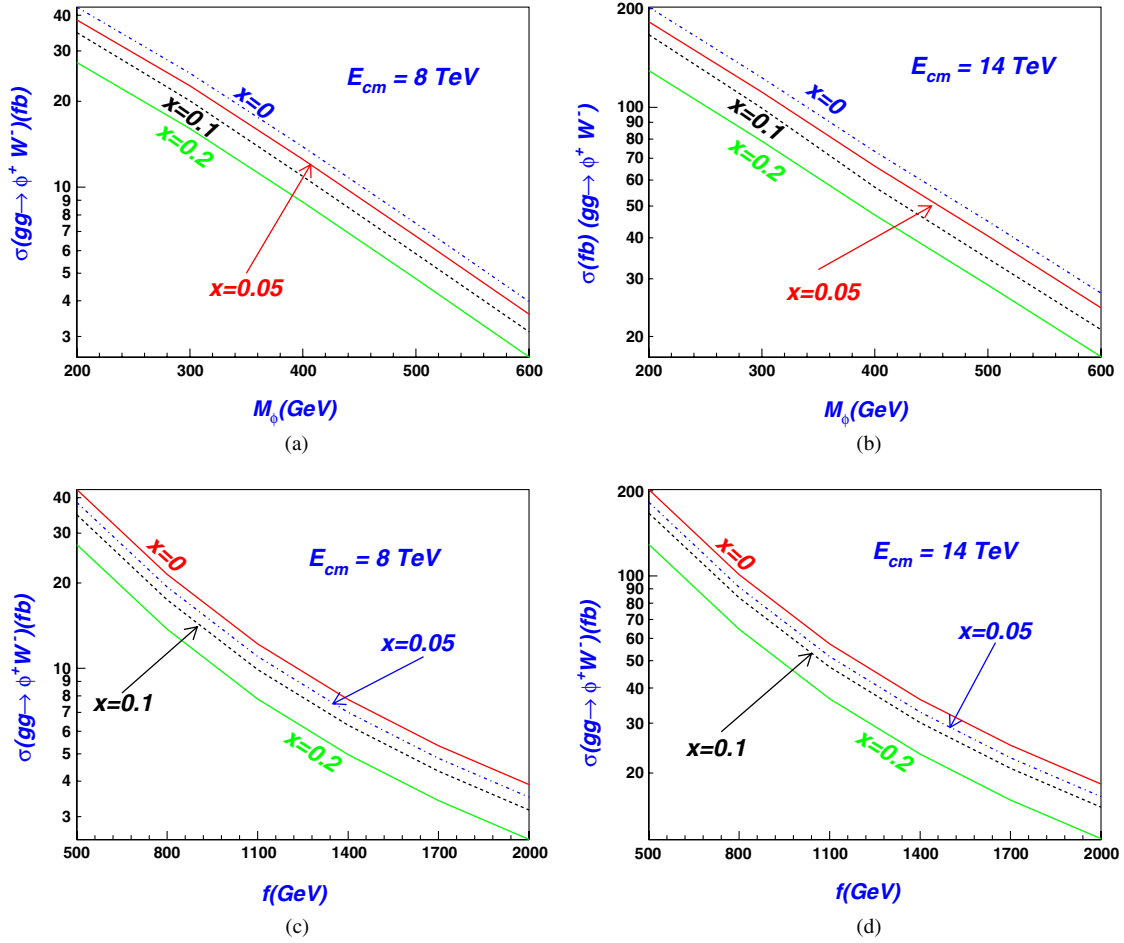 σ(gg→ ϕ⁺ W⁻)(fb)
40
30
20
10
9
8
7
6
5
4
3
E_cm = 8 TeV
x=0
x=0.1
x=0.2
x=0.05
200 300 400 500 600
M_ϕ(GeV)
(a)
σ(fb) (gg→ ϕ⁺ W⁻)
200
100
90
80
70
60
50
40
30
20
E_cm = 14 TeV
x=0
x=0.1
x=0.2
x=0.05
200 300 400 500 600
M_ϕ(GeV)
(b)
σ(gg→ ϕ⁺W⁻)(fb)
40
30
20
10
9
8
7
6
5
4
3
x=0
E_cm = 8 TeV
x=0.05
x=0.1
x=0.2
500 800 1100 1400 1700 2000
f(GeV)
(c)
σ(gg→ ϕ⁺W⁻)(fb)
200
100
90
80
70
60
50
40
30
20
x=0
E_cm = 14 TeV
x=0.05
x=0.1
x=0.2
500 800 1100 1400 1700 2000
f(GeV)
(d)